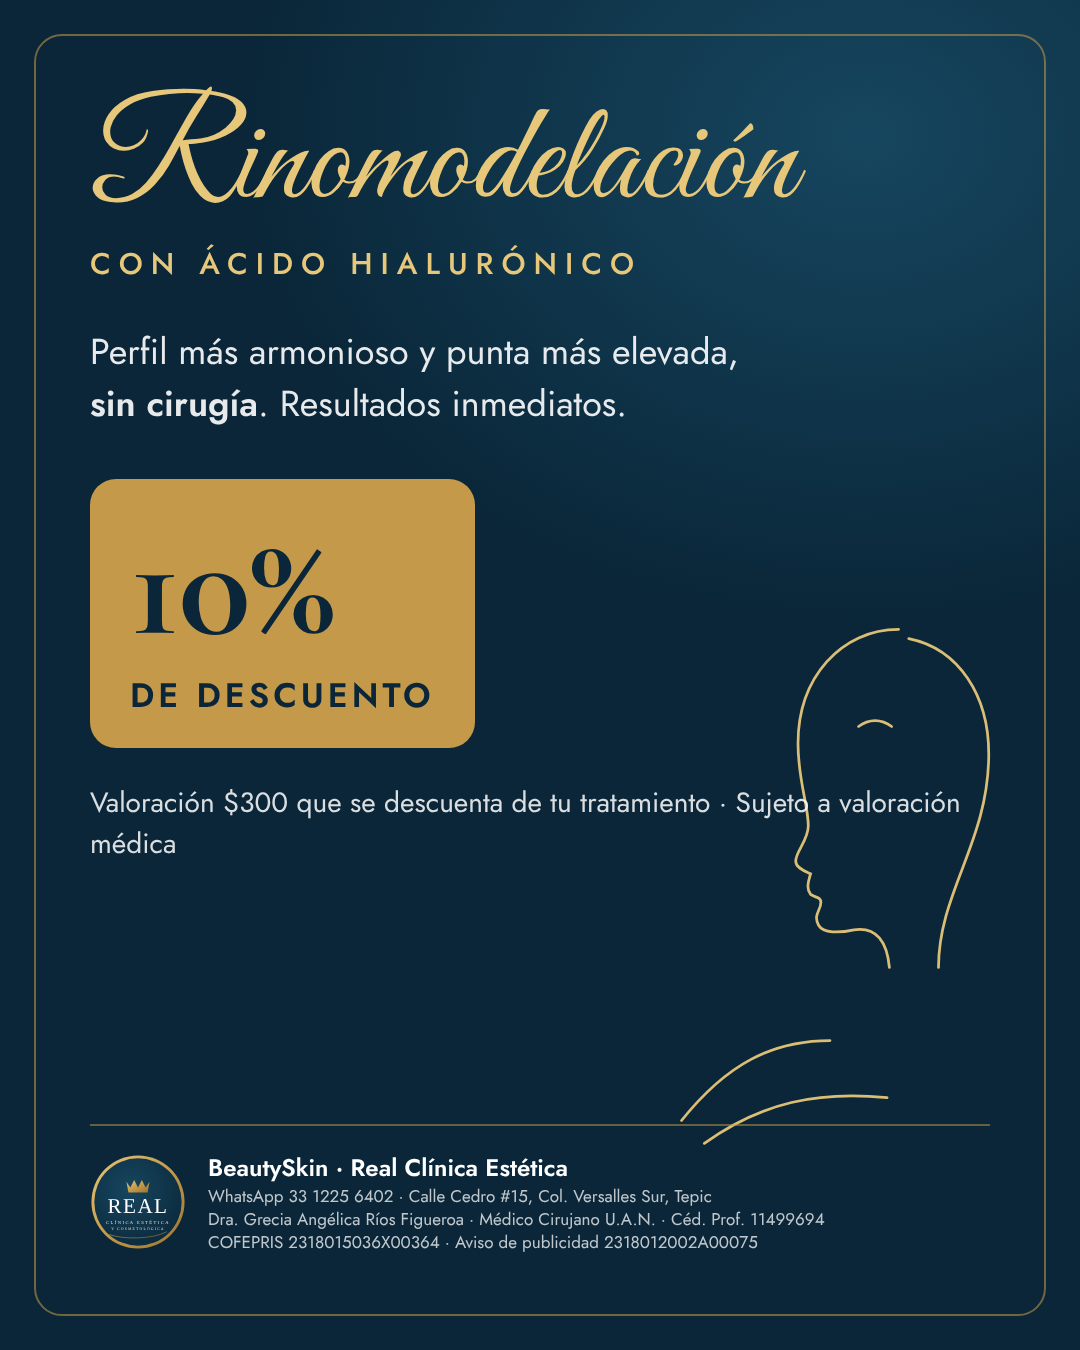 Rinomodelación
CON ÁCIDO HIALURÓNICO
Perfil más armonioso y punta más elevada,
sin cirugía. Resultados inmediatos.
10%
DE DESCUENTO
Valoración $300 que se descuenta de tu tratamiento · Sujeto a valoración
médica
BeautySkin · Real Clínica Estética
WhatsApp 33 1225 6402 · Calle Cedro #15, Col. Versalles Sur, Tepic
Dra. Grecia Angélica Ríos Figueroa · Médico Cirujano U.A.N. · Céd. Prof. 11499694
COFEPRIS 2318015036X00364 · Aviso de publicidad 2318012002A00075
REAL
CLÍNICA ESTÉTICA
Y COSMETOLÓGICA